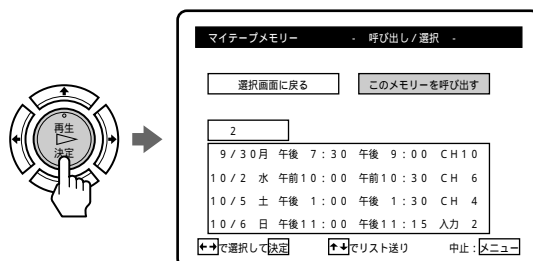 マイテープメモリー - 呼び出し / 選択 -
選択画面に戻る このメモリーを呼び出す
再生
決定
2
9/30月 午後 7:30 午後 9:00 CH10
10/2 水 午前10:00 午前10:30 CH 6
10/5 土 午後 1:00 午後 1:30 CH 4
10/6 日 午後11:00 午後11:15 入力 2
←→で選択して決定 ↑↓でリスト送り 中止:メニュー